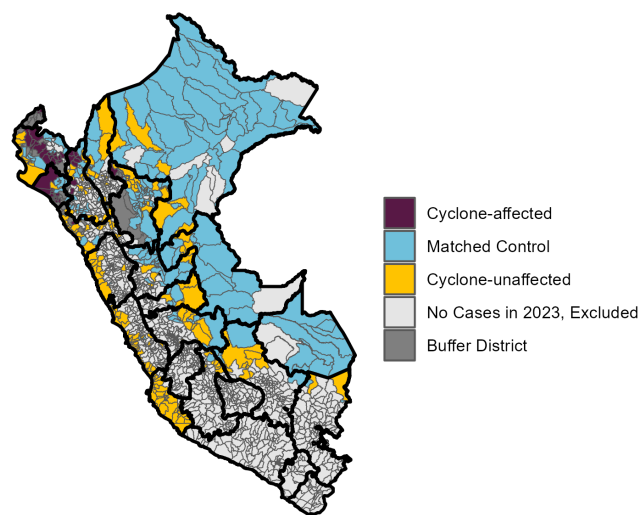 Cyclone-affected
Matched Control
Cyclone-unaffected
No Cases in 2023, Excluded
Buffer District